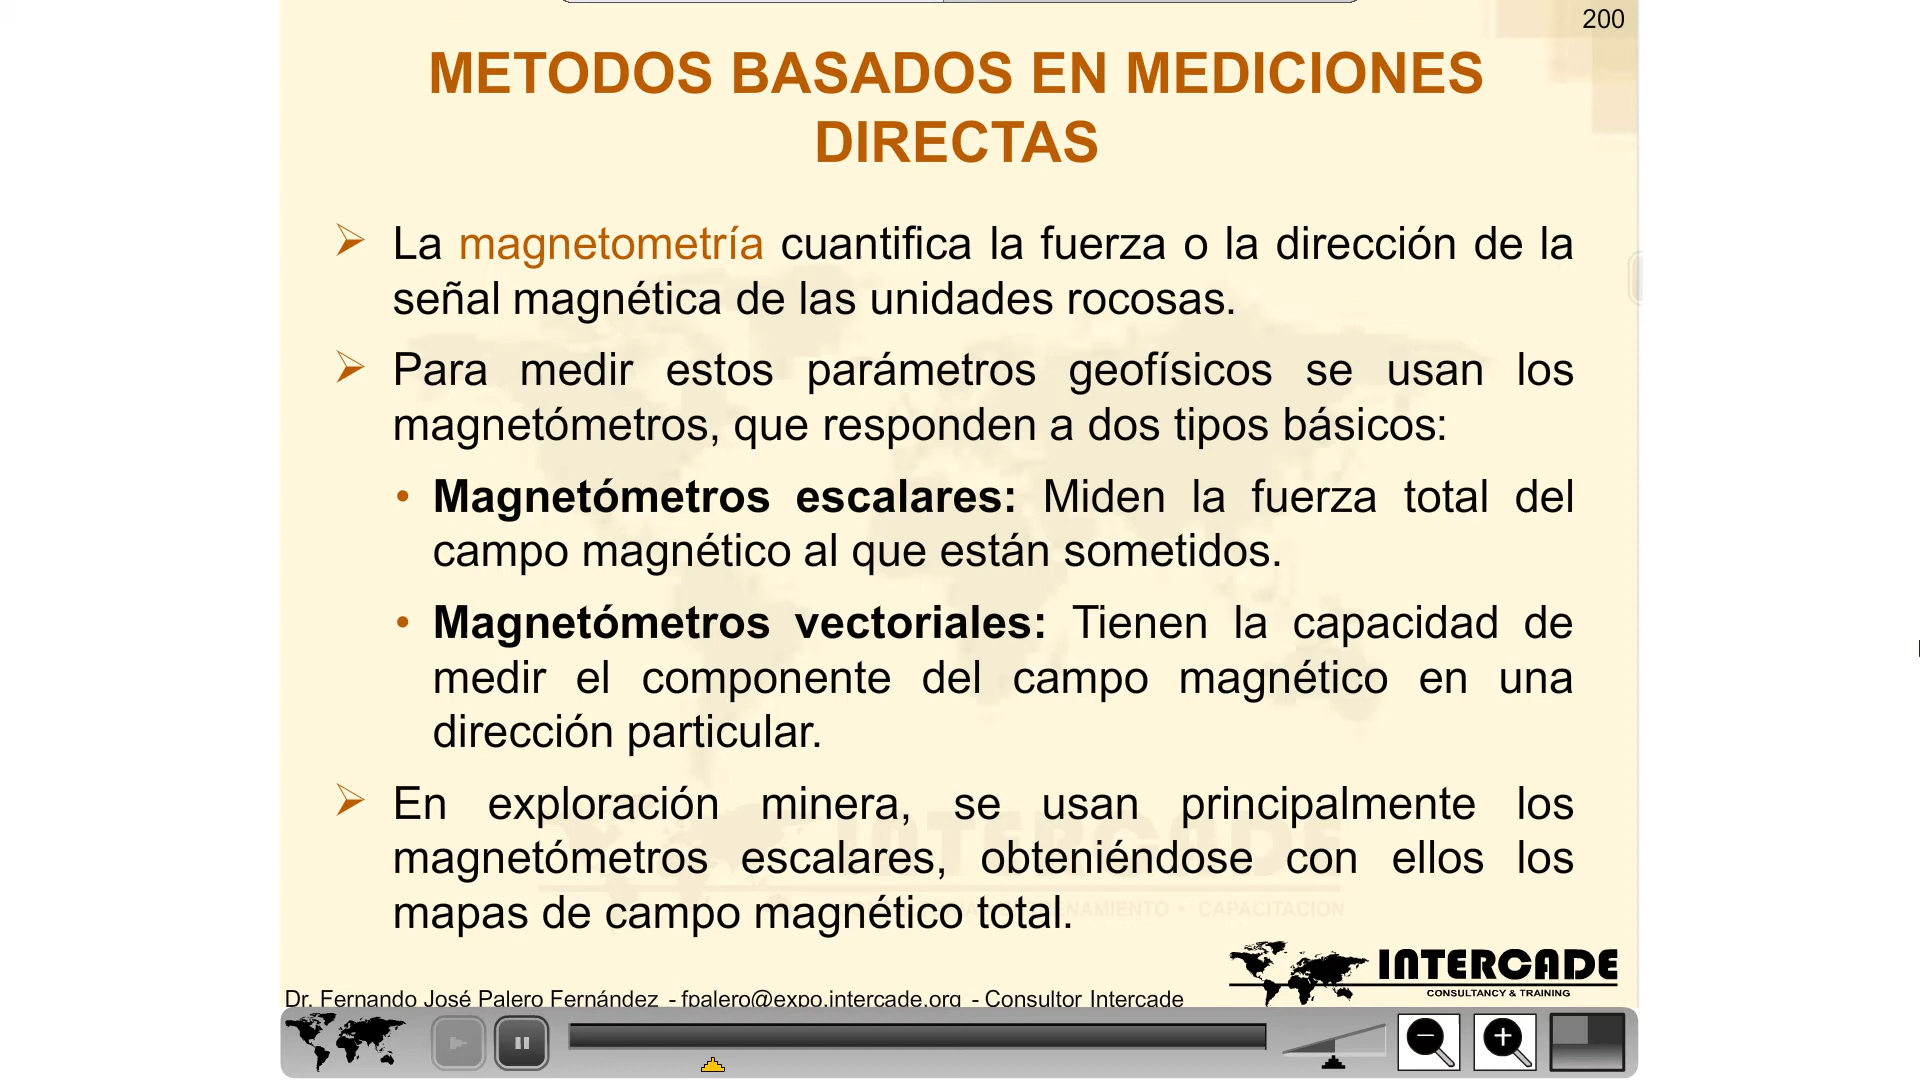 200
METODOS BASADOS EN MEDICIONES
DIRECTAS
La magnetometría cuantifica la fuerza o la dirección de la
señal magnética de las unidades rocosas.
Para medir estos parámetros geofísicos se usan los
magnetómetros, que responden a dos tipos básicos:
• Magnetómetros escalares: Miden la fuerza total del
campo magnético al que están sometidos.
• Magnetómetros vectoriales: Tienen la capacidad de
medir el componente del campo magnético en una
dirección particular.
En exploración minera, se usan principalmente los
magnetómetros escalares, obteniéndose con ellos los
mapas de campo magnético total.
INTERCADE
CAPACITACION
INTERCADE
CONSULTANCY & TRAINING
Dr. Fernando José Palero Fernández - fpalero@expo.intercade.org - Consultor Intercade